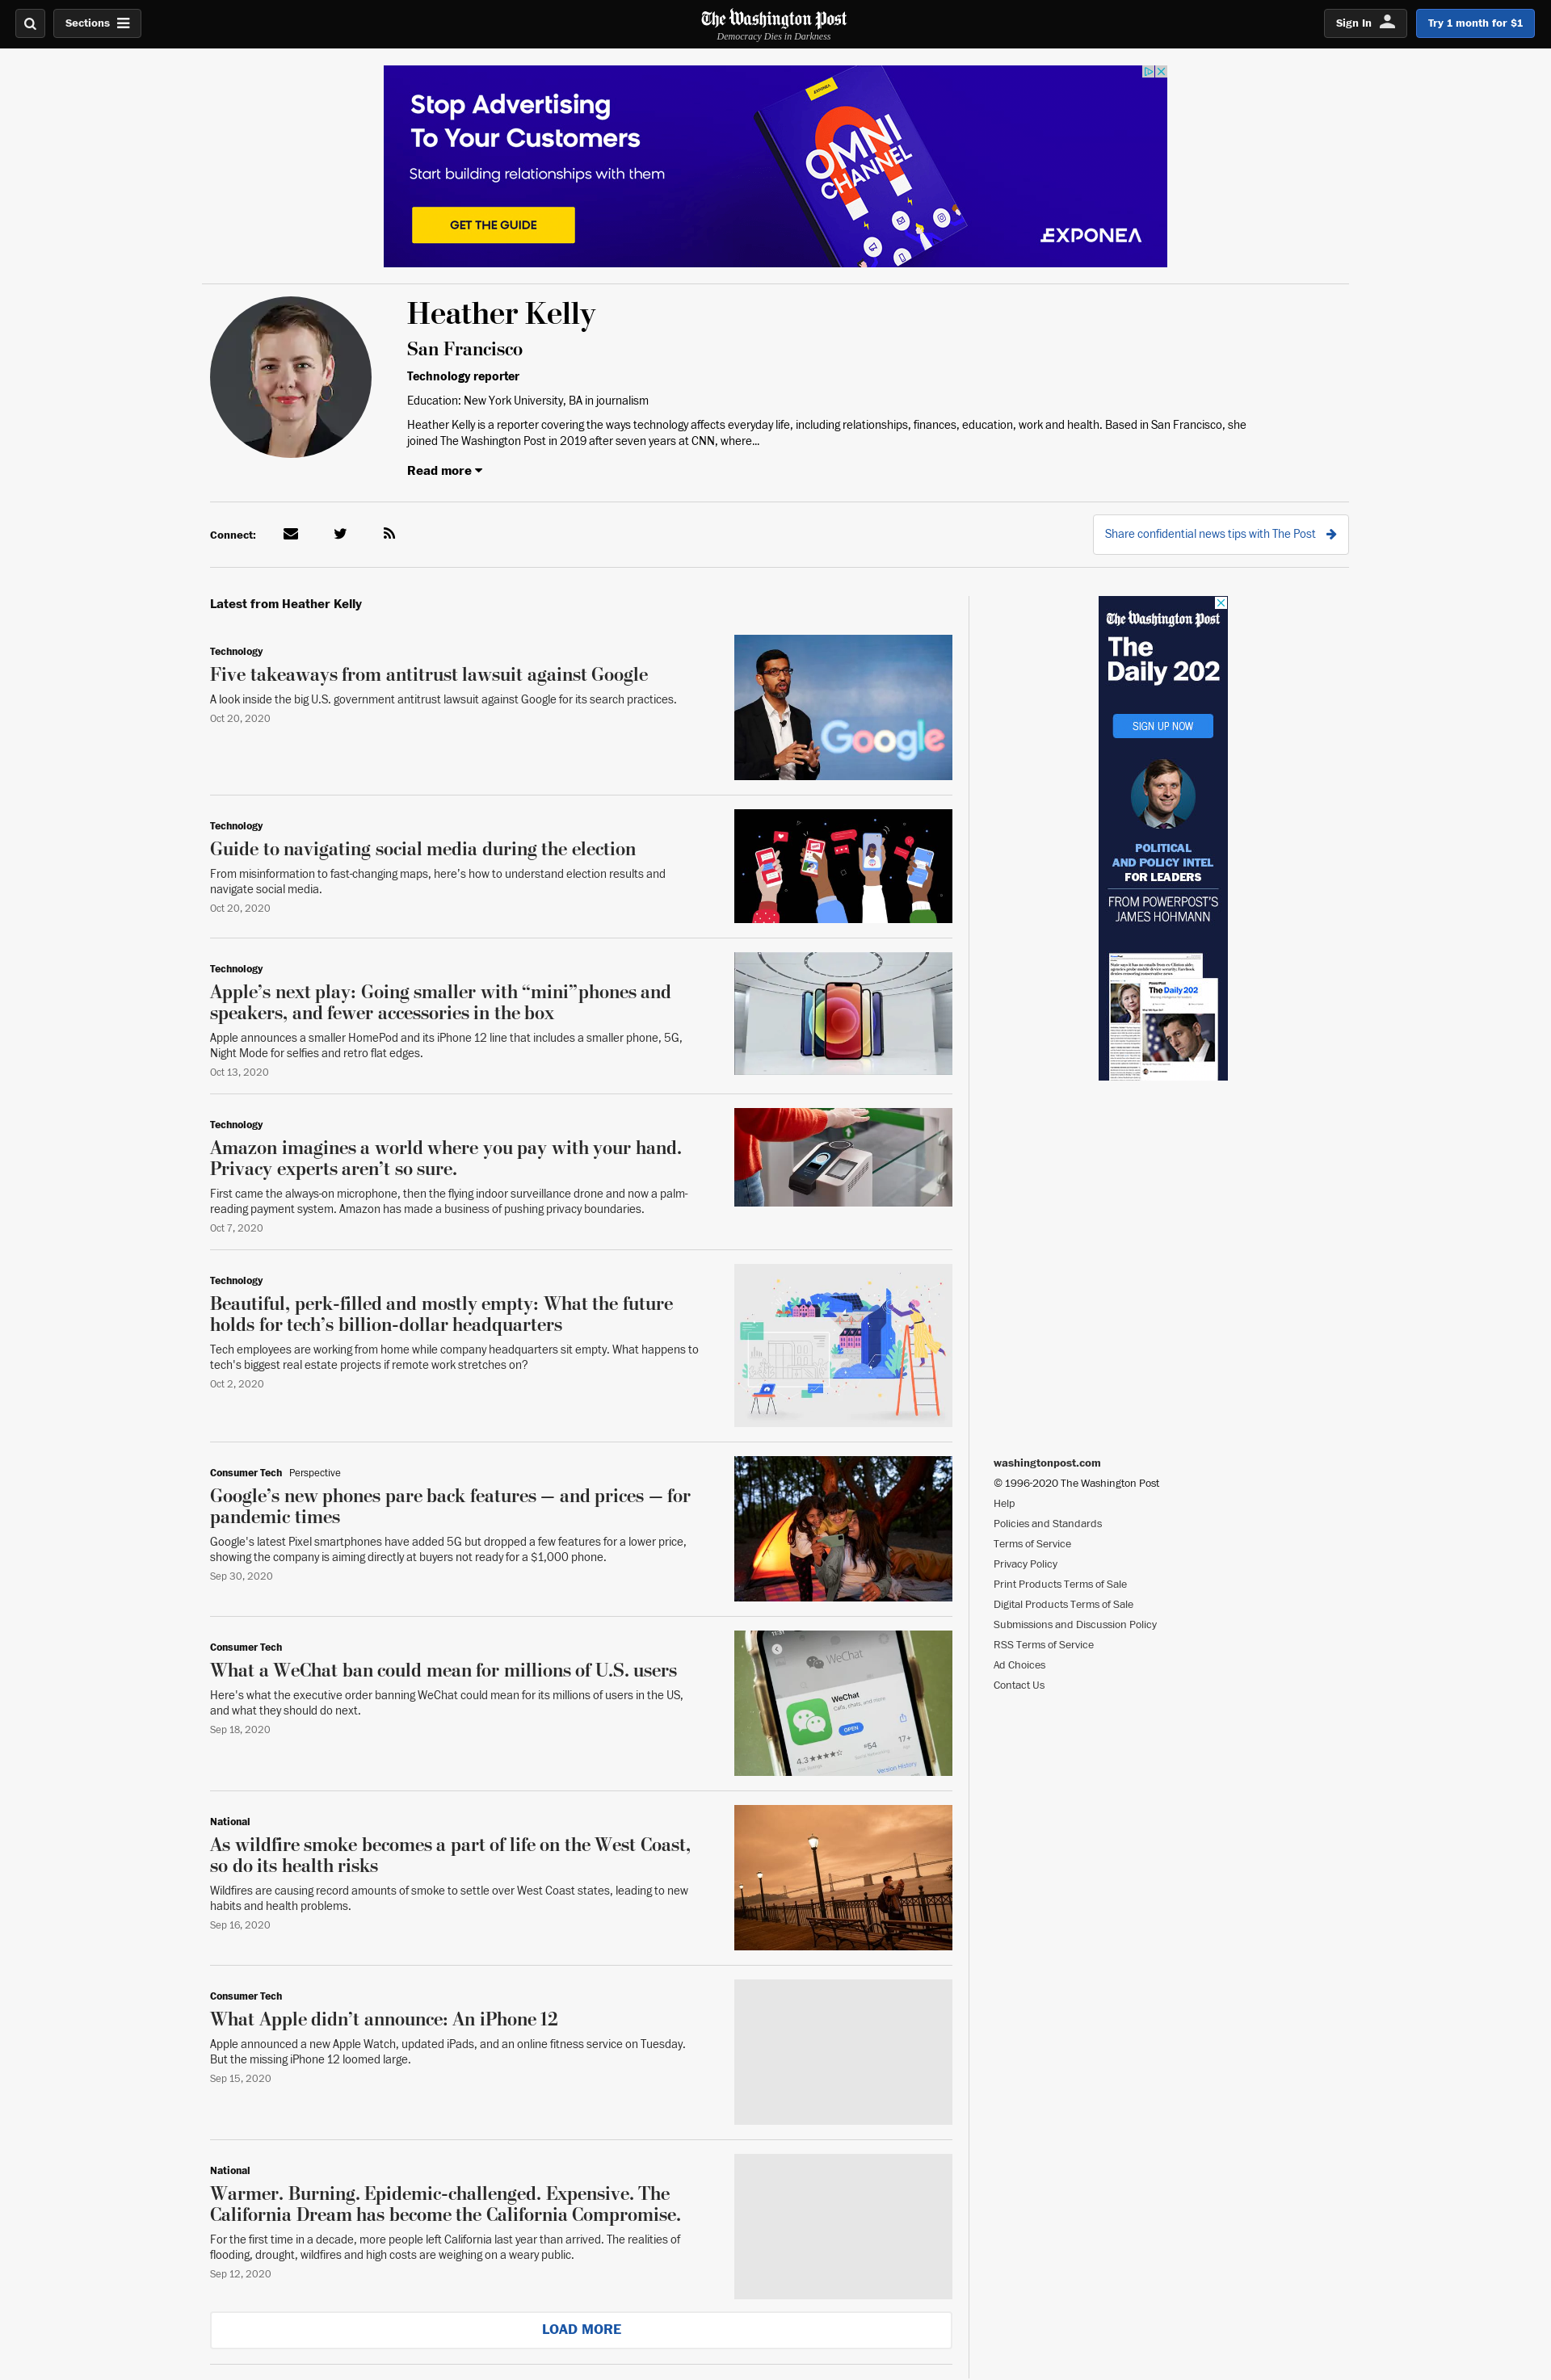 Sections
The Washington Post
Democracy Dies in Darkness
Sign In
Try 1 month for $1
Stop Advertising
To Your Customers
Start building relationships with them
GET THE GUIDE
EXPONEA
OMNI
CHANNEL
EXPONEA
Heather Kelly
San Francisco
Technology reporter
Education: New York University, BA in journalism
Heather Kelly is a reporter covering the ways technology affects everyday life, including relationships, finances, education, work and health. Based in San Francisco, she
joined The Washington Post in 2019 after seven years at CNN, where...
Read more
Connect:
Share confidential news tips with The Post
Latest from Heather Kelly
Technology
Five takeaways from antitrust lawsuit against Google
A look inside the big U.S. government antitrust lawsuit against Google for its search practices.
Oct 20, 2020
Google
Technology
Guide to navigating social media during the election
From misinformation to fast-changing maps, here’s how to understand election results and
navigate social media.
Oct 20, 2020
Technology
Apple’s next play: Going smaller with “mini” phones and
speakers, and fewer accessories in the box
Apple announces a smaller HomePod and its iPhone 12 line that includes a smaller phone, 5G,
Night Mode for selfies and retro flat edges.
Oct 13, 2020
Technology
Amazon imagines a world where you pay with your hand.
Privacy experts aren’t so sure.
First came the always-on microphone, then the flying indoor surveillance drone and now a palm-
reading payment system. Amazon has made a business of pushing privacy boundaries.
Oct 7, 2020
Technology
Beautiful, perk-filled and mostly empty: What the future
holds for tech’s billion-dollar headquarters
Tech employees are working from home while company headquarters sit empty. What happens to
tech's biggest real estate projects if remote work stretches on?
Oct 2, 2020
Consumer Tech Perspective
Google’s new phones pare back features — and prices — for
pandemic times
Google's latest Pixel smartphones have added 5G but dropped a few features for a lower price,
showing the company is aiming directly at buyers not ready for a $1,000 phone.
Sep 30, 2020
Consumer Tech
What a WeChat ban could mean for millions of U.S. users
Here's what the executive order banning WeChat could mean for its millions of users in the US,
and what they should do next.
Sep 18, 2020
WeChat
WeChat
Calls, chats, and more
OPEN
4.3
#54
17+
Version History
National
As wildfire smoke becomes a part of life on the West Coast,
so do its health risks
Wildfires are causing record amounts of smoke to settle over West Coast states, leading to new
habits and health problems.
Sep 16, 2020
Consumer Tech
What Apple didn’t announce: An iPhone 12
Apple announced a new Apple Watch, updated iPads, and an online fitness service on Tuesday.
But the missing iPhone 12 loomed large.
Sep 15, 2020
National
Warmer. Burning. Epidemic-challenged. Expensive. The
California Dream has become the California Compromise.
For the first time in a decade, more people left California last year than arrived. The realities of
flooding, drought, wildfires and high costs are weighing on a weary public.
Sep 12, 2020
LOAD MORE
The Washington Post
The
Daily 202
SIGN UP NOW
POLITICAL
AND POLICY INTEL
FOR LEADERS
FROM POWERPOST'S
JAMES HOHMANN
The Daily 202
washingtonpost.com
© 1996-2020 The Washington Post
Help
Policies and Standards
Terms of Service
Privacy Policy
Print Products Terms of Sale
Digital Products Terms of Sale
Submissions and Discussion Policy
RSS Terms of Service
Ad Choices
Contact Us